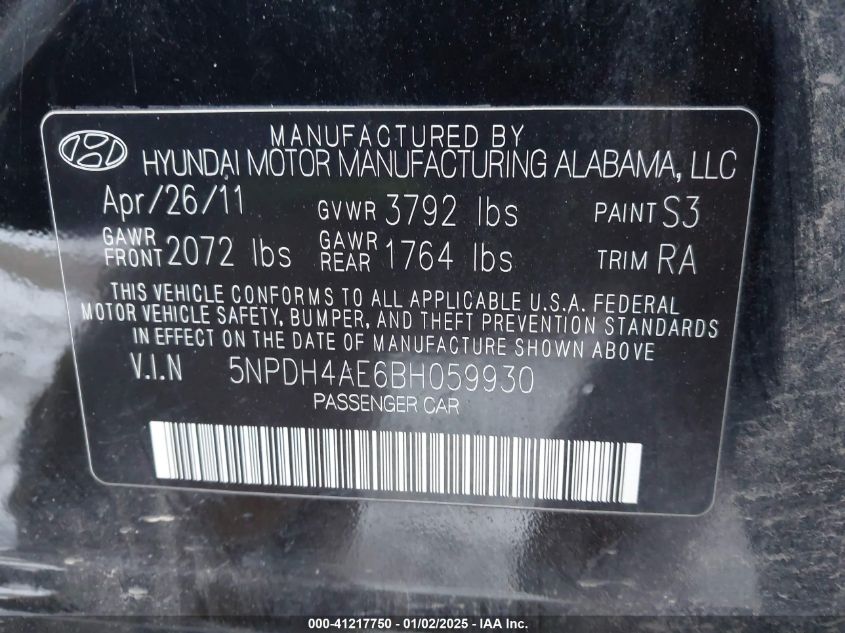 MANUFACTURED BY
HYUNDAI MOTOR MANUFACTURING ALABAMA, LLC
Apr/26/11 GVWR 3792 lbs PAINT S3
GAWR FRONT 2072 lbs GAWR REAR 1764 lbs TRIM RA
THIS VEHICLE CONFORMS TO ALL APPLICABLE U.S.A. FEDERAL
MOTOR VEHICLE SAFETY, BUMPER, AND THEFT PREVENTION STANDARDS
IN EFFECT ON THE DATE OF MANUFACTURE SHOWN ABOVE
V.I.N 5NPDH4AE6BH059930
PASSENGER CAR
000-41217750 - 01/02/2025 - IAA Inc.